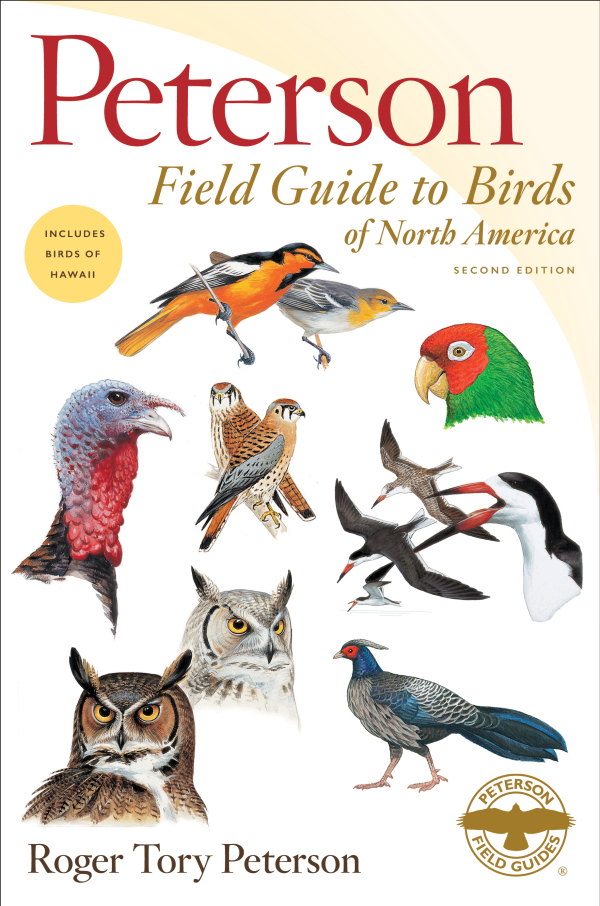 Peterson
Field Guide to Birds
of North America
SECOND EDITION
INCLUDES
BIRDS OF
HAWAII
Roger Tory Peterson
PETERSON
FIELD GUIDES
®